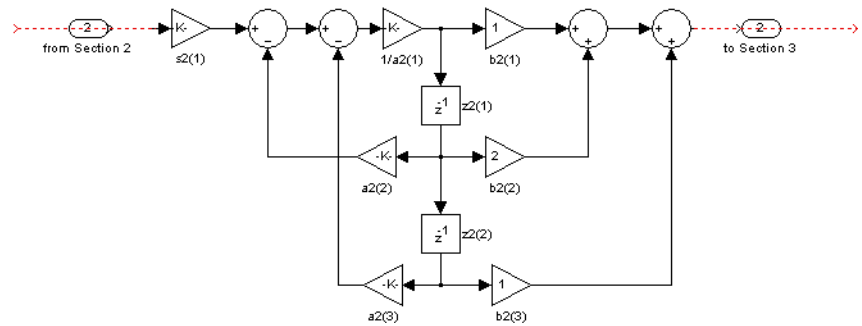 2
K-
+
−
+
−
K-
1
+
+
+
+
2
from Section 2
s2(1)
1/a2(1)
b2(1)
to Section 3
z-1
z2(1)
-K-
2
a2(2)
b2(2)
z-1
z2(2)
-K-
1
a2(3)
b2(3)